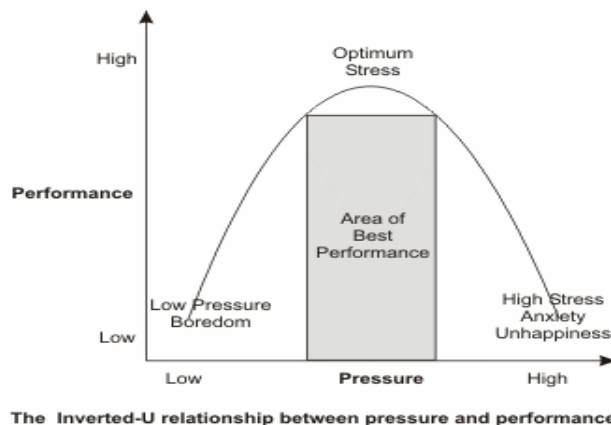 High
Optimum
Stress
Performance
Area of
Best
Performance
Low Pressure
Boredom
High Stress
Anxiety
Unhappiness
Low
Low
Pressure
High
The Inverted-U relationship between pressure and performance